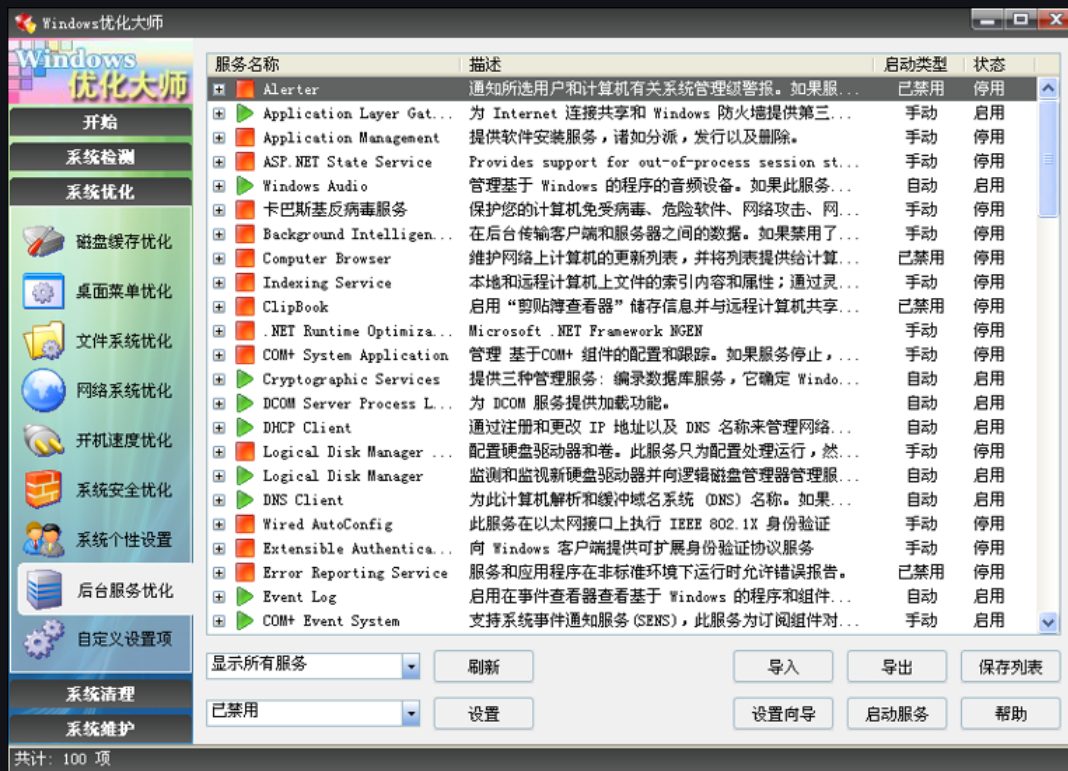 Windows优化大师
Windows
优化大师
开始
系统检测
系统优化
磁盘缓存优化
桌面菜单优化
文件系统优化
网络系统优化
开机速度优化
系统安全优化
系统个性设置
后台服务优化
自定义设置项
系统清理
系统维护
服务名称 描述 启动类型 状态
Alerter 通知所选用户和计算机有关系统管理级警报。如果服... 已禁用 停用
Application Layer Gat... 为 Internet 连接共享和 Windows 防火墙提供第三... 手动 启用
Application Management 提供软件安装服务，诸如分派，发行以及删除。 手动 停用
ASP.NET State Service Provides support for out-of-process session st... 手动 停用
Windows Audio 管理基于 Windows 的程序的音频设备。如果此服务... 自动 启用
卡巴斯基反病毒服务 保护您的计算机免受病毒、危险软件、网络攻击、网... 手动 停用
Background Intelligen... 在后台传输客户端和服务器之间的数据。如果禁用了... 手动 停用
Computer Browser 维护网络上计算机的更新列表，并将列表提供给计算... 已禁用 停用
Indexing Service 本地和远程计算机上文件的索引内容和属性；通过灵... 手动 停用
ClipBook 启用“剪贴簿查看器”储存信息并与远程计算机共享... 已禁用 停用
.NET Runtime Optimiza... Microsoft .NET Framework NGEN 手动 停用
COM+ System Application 管理 基于COM+ 组件的配置和跟踪。如果服务停止，... 手动 停用
Cryptographic Services 提供三种管理服务: 编录数据库服务，它确定 Windo... 自动 启用
DCOM Server Process L... 为 DCOM 服务提供加载功能。 自动 启用
DHCP Client 通过注册和更改 IP 地址以及 DNS 名称来管理网络... 自动 启用
Logical Disk Manager ... 配置硬盘驱动器和卷。此服务只为配置处理运行，然... 手动 停用
Logical Disk Manager 监测和监视新硬盘驱动器并向逻辑磁盘管理器管理服... 自动 启用
DNS Client 为此计算机解析和缓冲域名系统 (DNS) 名称。如果... 自动 启用
Wired AutoConfig 此服务在以太网接口上执行 IEEE 802.1X 身份验证 手动 停用
Extensible Authentica... 向 Windows 客户端提供可扩展身份验证协议服务 手动 停用
Error Reporting Service 服务和应用程序在非标准环境下运行时允许错误报告。 已禁用 停用
Event Log 启用在事件查看器查看基于 Windows 的程序和组件... 自动 启用
COM+ Event System 支持系统事件通知服务(SENS)，此服务为订阅组件对... 手动 启用
显示所有服务 刷新 导入 导出 保存列表
已禁用 设置 设置向导 启动服务 帮助
共计: 100 项